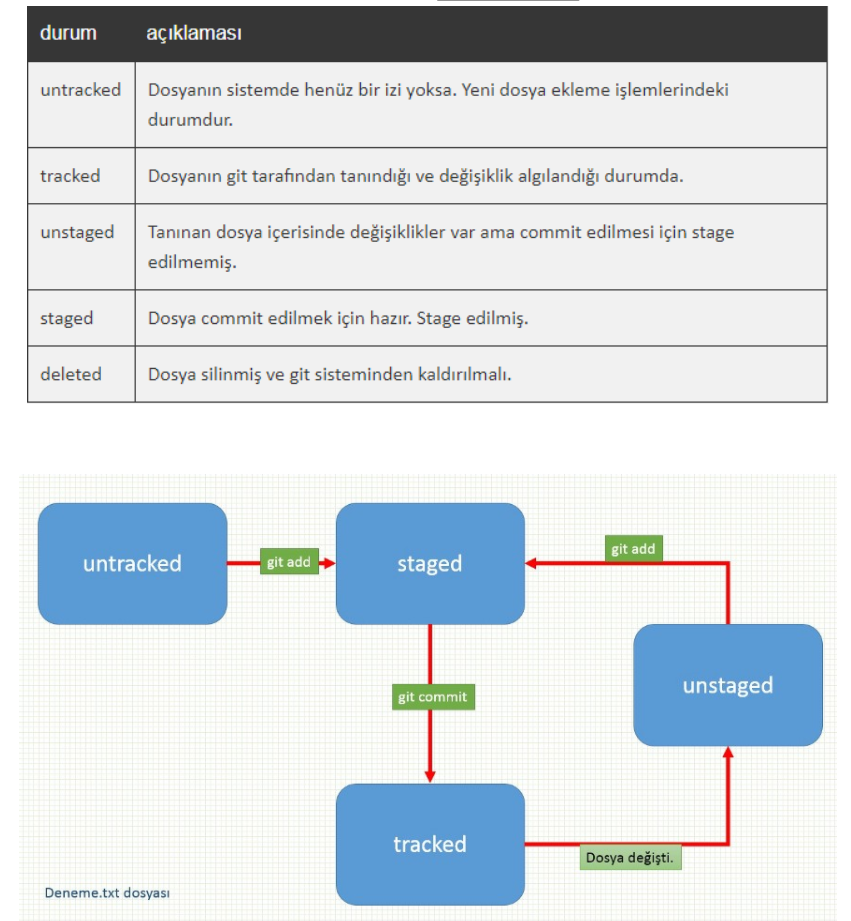 durum açıklaması
untracked Dosyanın sistemde henüz bir izi yoksa. Yeni dosya ekleme işlemlerindeki
durumdur.
tracked Dosyanın git tarafından tanındığı ve değişiklik algılandığı durumda.
unstaged Tanınan dosya içerisinde değişiklikler var ama commit edilmesi için stage
edilmemiş.
staged Dosya commit edilmek için hazır. Stage edilmiş.
deleted Dosya silinmiş ve git sisteminden kaldırılmalı.
untracked
git add
staged
git add
unstaged
git commit
tracked
Dosya değişti.
Deneme.txt dosyası